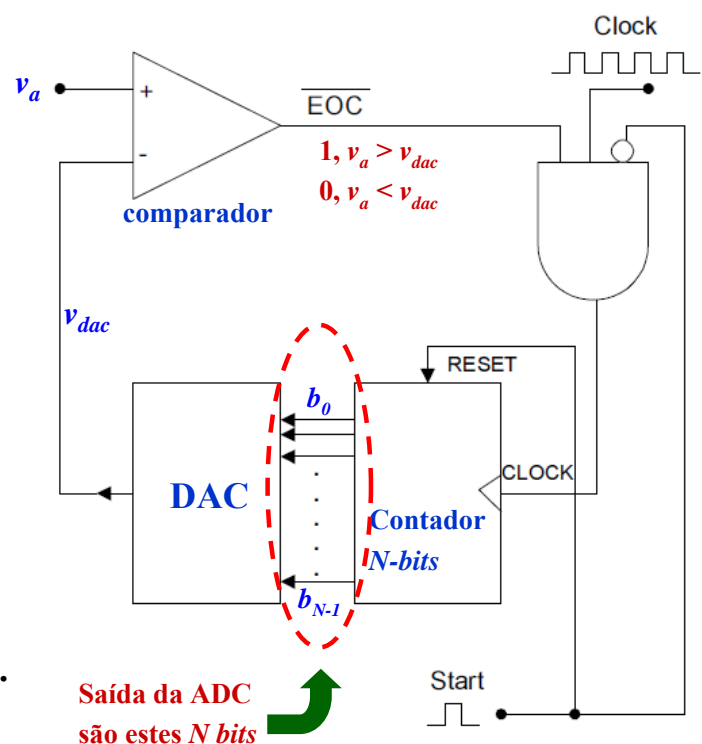 Clock
v_a
+
EOC
-
1, v_a > v_dac
0, v_a < v_dac
comparador
v_dac
RESET
b_0
DAC
CLOCK
Contador
N-bits
b_N-1
.
Saída da ADC
são estes N bits
Start